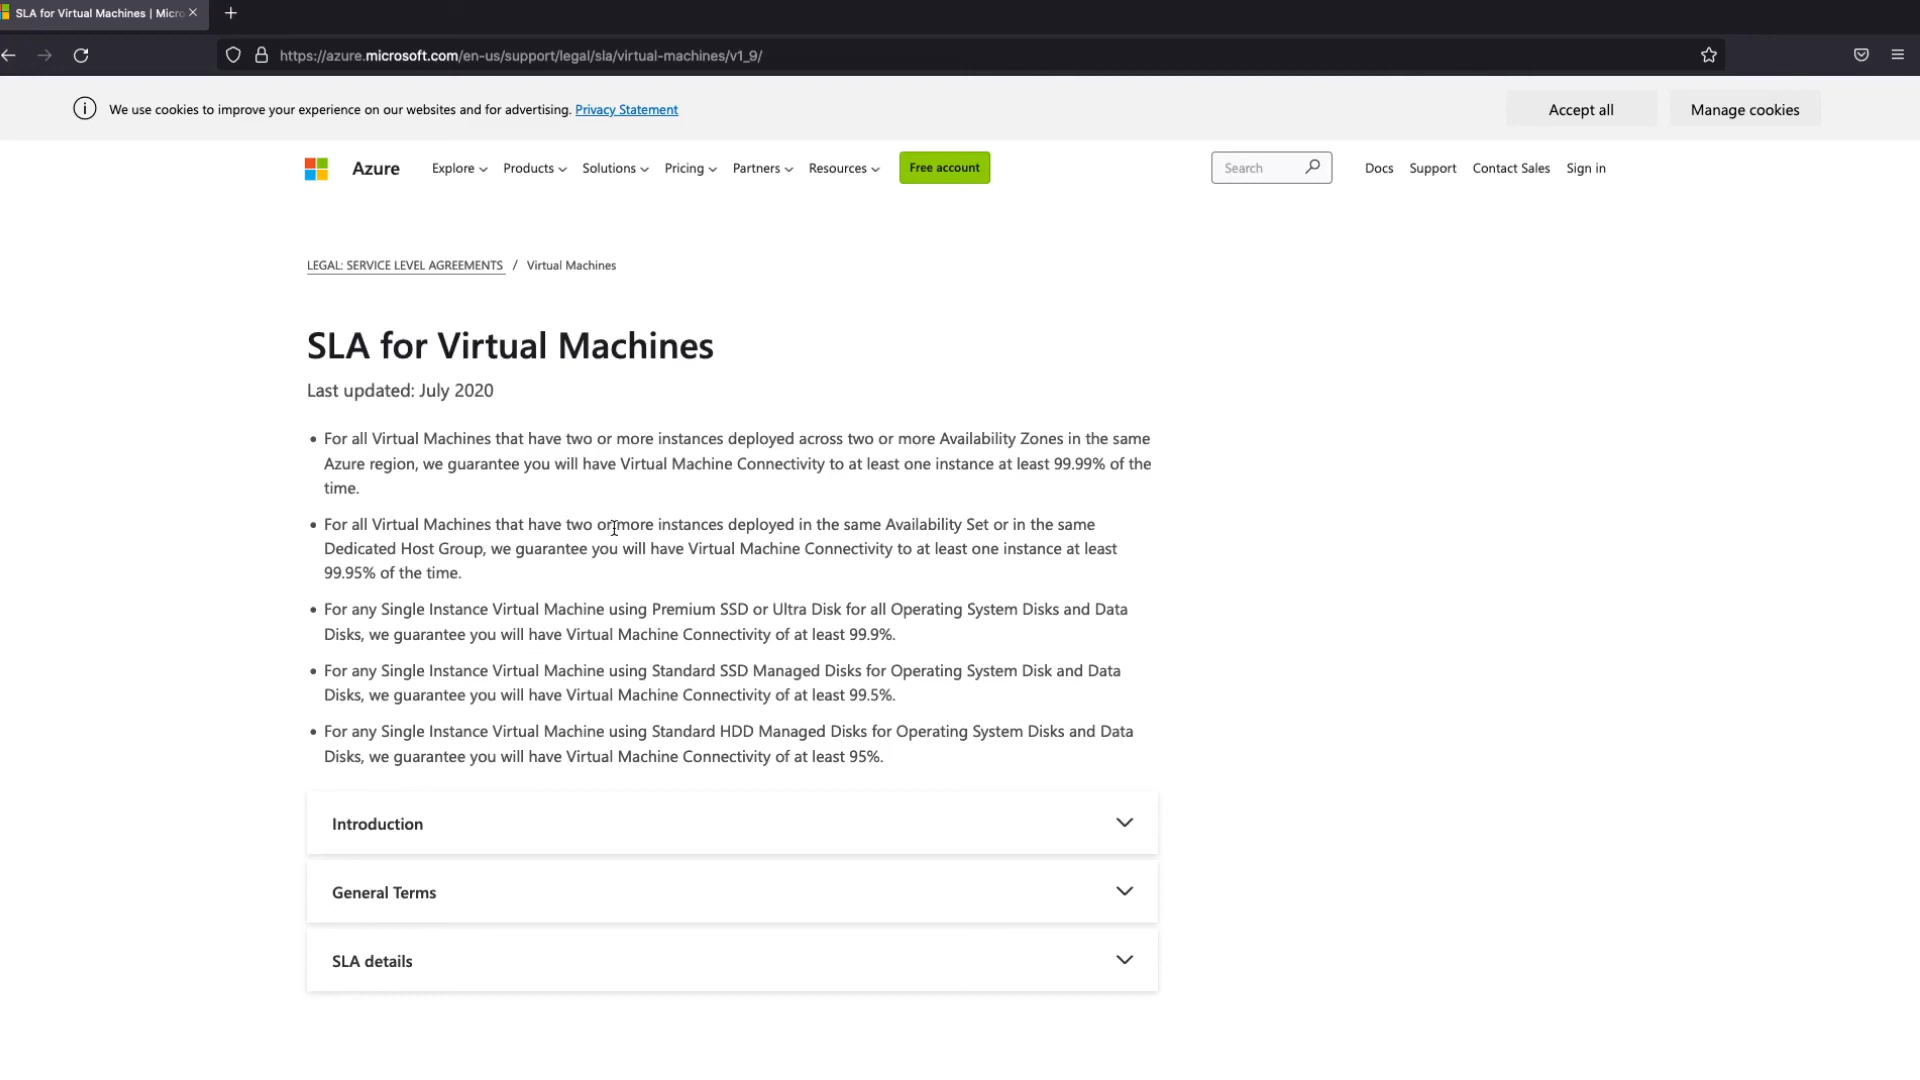 SLA for Virtual Machines | Micro
https://azure.microsoft.com/en-us/support/legal/sla/virtual-machines/v1_9/
We use cookies to improve your experience on our websites and for advertising. Privacy Statement
Accept all
Manage cookies
Azure
Explore
Products
Solutions
Pricing
Partners
Resources
Free account
Search
Docs
Support
Contact Sales
Sign in
LEGAL: SERVICE LEVEL AGREEMENTS / Virtual Machines
SLA for Virtual Machines
Last updated: July 2020
• For all Virtual Machines that have two or more instances deployed across two or more Availability Zones in the same
Azure region, we guarantee you will have Virtual Machine Connectivity to at least one instance at least 99.99% of the
time.
• For all Virtual Machines that have two or more instances deployed in the same Availability Set or in the same
Dedicated Host Group, we guarantee you will have Virtual Machine Connectivity to at least one instance at least
99.95% of the time.
• For any Single Instance Virtual Machine using Premium SSD or Ultra Disk for all Operating System Disks and Data
Disks, we guarantee you will have Virtual Machine Connectivity of at least 99.9%.
• For any Single Instance Virtual Machine using Standard SSD Managed Disks for Operating System Disk and Data
Disks, we guarantee you will have Virtual Machine Connectivity of at least 99.5%.
• For any Single Instance Virtual Machine using Standard HDD Managed Disks for Operating System Disks and Data
Disks, we guarantee you will have Virtual Machine Connectivity of at least 95%.
Introduction
General Terms
SLA details